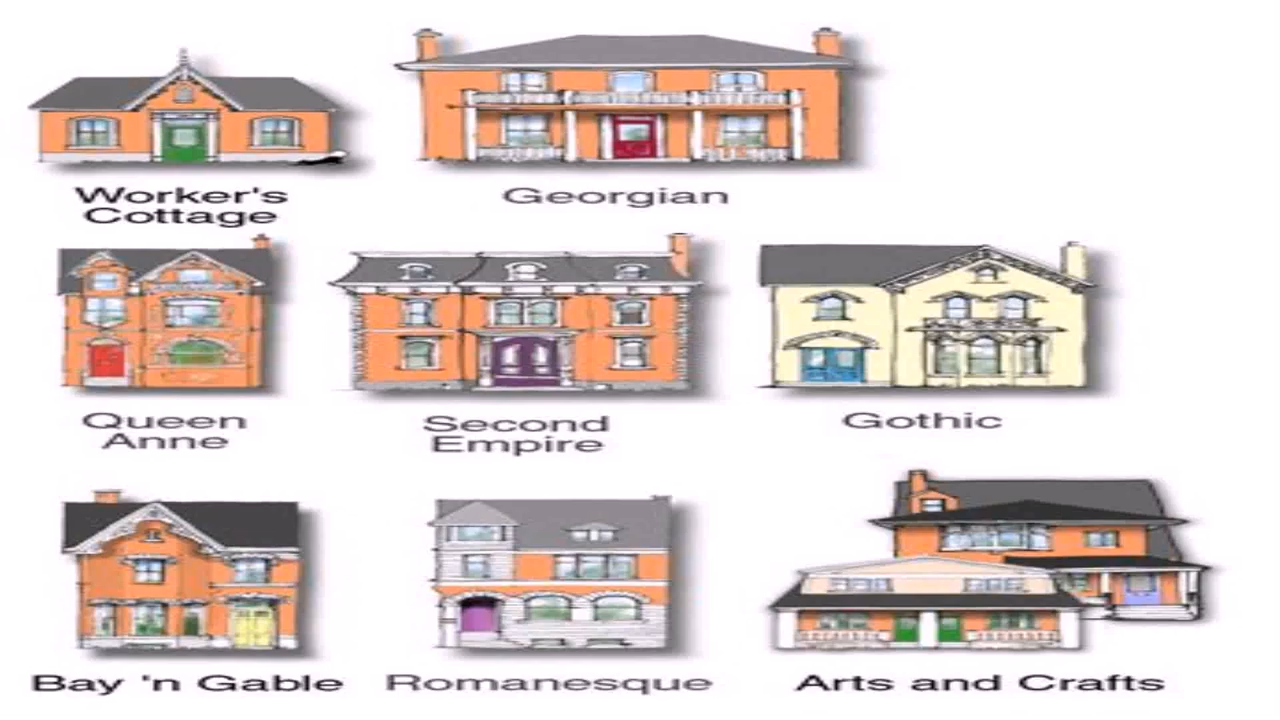 Worker's
Cottage
Georgian
Queen
Anne
Second
Empire
Gothic
Bay 'n Gable
Romanesque
Arts and Crafts